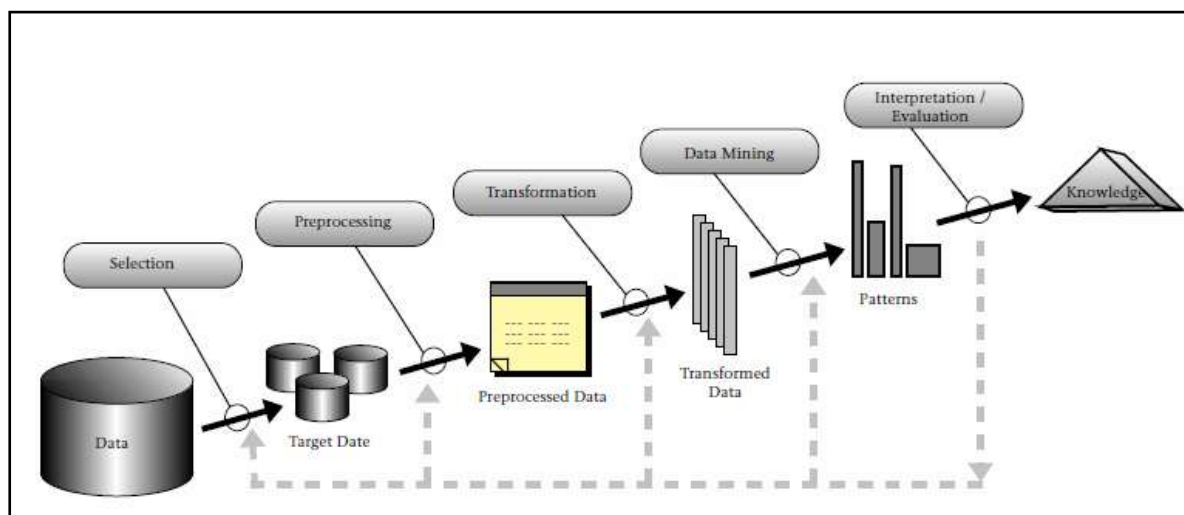 Interpretation /
Evaluation
Data Mining
Transformation
Preprocessing
Selection
Knowledge
Patterns
Transformed
Data
Preprocessed Data
Target Date
Data